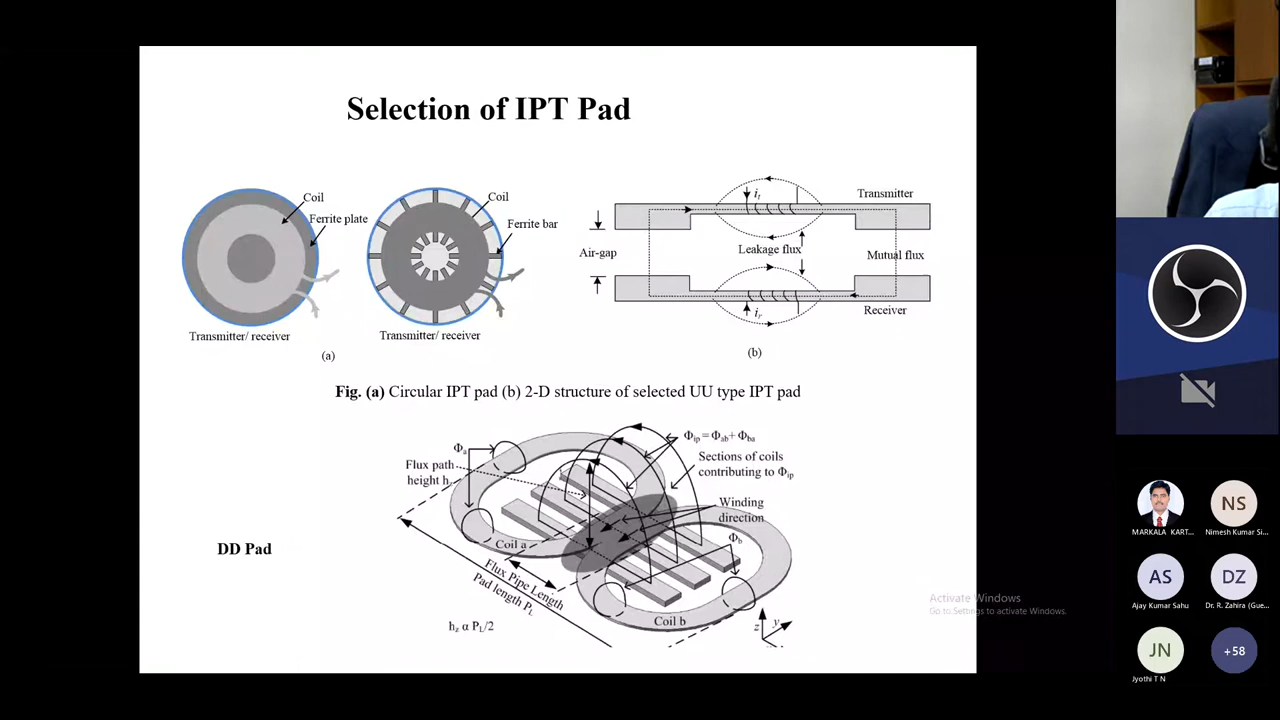 Selection of IPT Pad
Coil
Ferrite plate
Transmitter/ receiver
(a)
Coil
Ferrite bar
Transmitter/ receiver
Air-gap
it
Leakage flux
ir
Transmitter
Mutual flux
Receiver
(b)
Fig. (a) Circular IPT pad (b) 2-D structure of selected UU type IPT pad
DD Pad
Φa
Flux path
height hz
Φip = Φab + Φba
Sections of coils
contributing to Φip
Winding
direction
Φb
Coil a
Flux Pipe Length
Pad length PL
hz α PL/2
Coil b
z
y
Activate Windows
Go to Settings to activate Windows.
MARKALA KART...
NS
Nimesh Kumar Si...
AS
Ajay Kumar Sahu
DZ
Dr. R. Zahira (Gue...
JN
Jyothi T N
+58